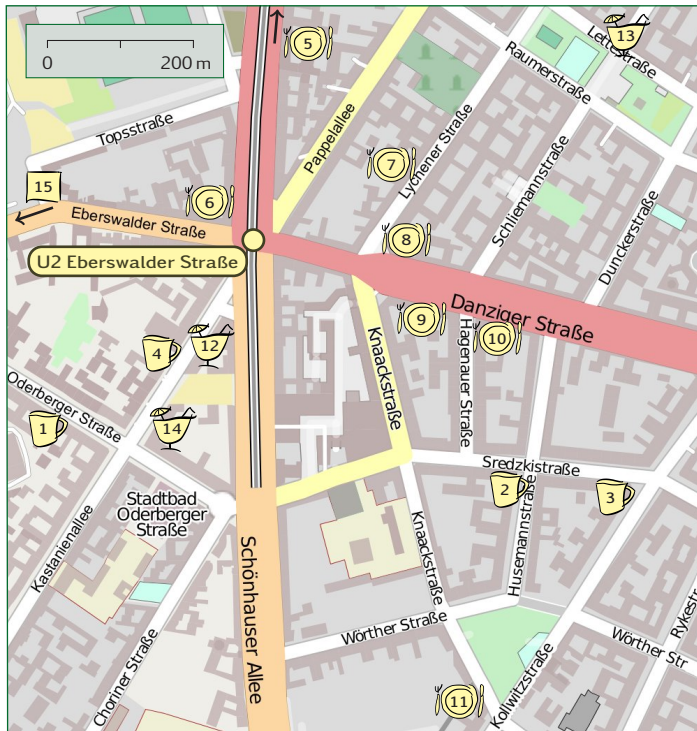 0
200 m
5
13
Lettestraße
Raumerstraße
Topsstraße
Pappelallee
7
Lychener Straße
Schliemannstraße
15
6
Eberswalder Straße
8
Dunckerstraße
U2 Eberswalder Straße
Danziger Straße
9
10
Hagenauer Straße
12
4
Knaackstraße
Oderberger Straße
1
14
Sredzkistraße
2
3
Stadtbad
Oderberger
Straße
Kastanienallee
Knaackstraße
Husemannstraße
Schönhauser Allee
Wörther Straße
Wörther Str
Rykestr
Choriner Straße
Kollwitzstraße
11